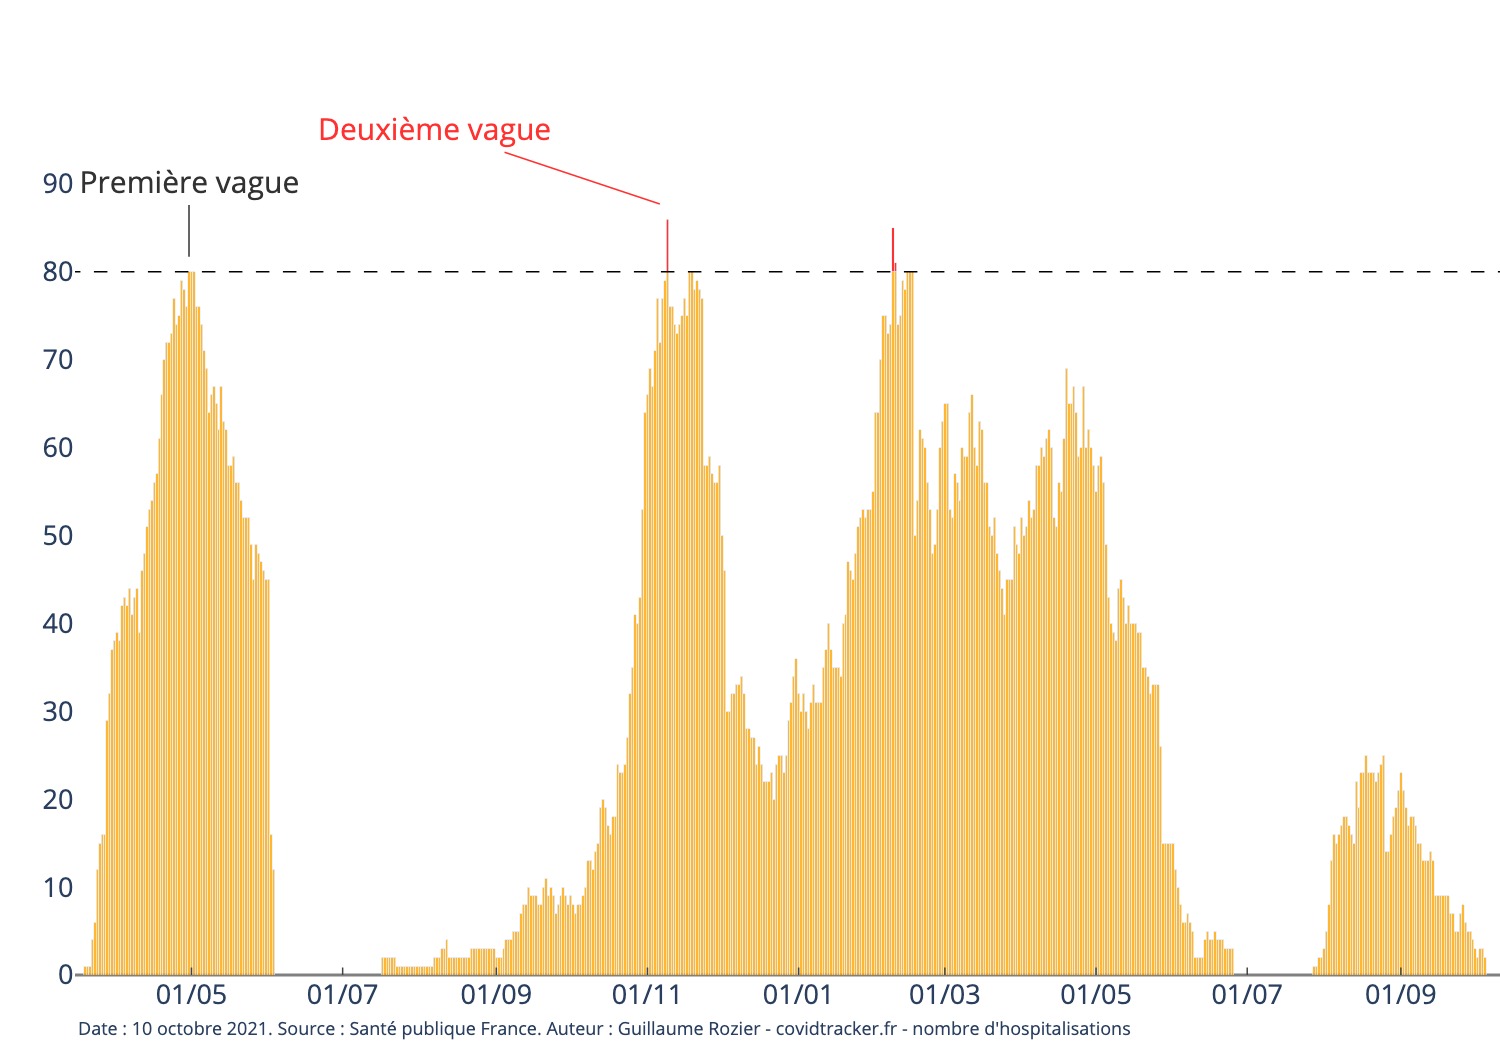 Deuxième vague
90 Première vague
80
70
60
50
40
30
20
10
0
01/05 01/07 01/09 01/11 01/01 01/03 01/05 01/07 01/09
Date : 10 octobre 2021. Source : Santé publique France. Auteur : Guillaume Rozier - covidtracker.fr - nombre d'hospitalisations